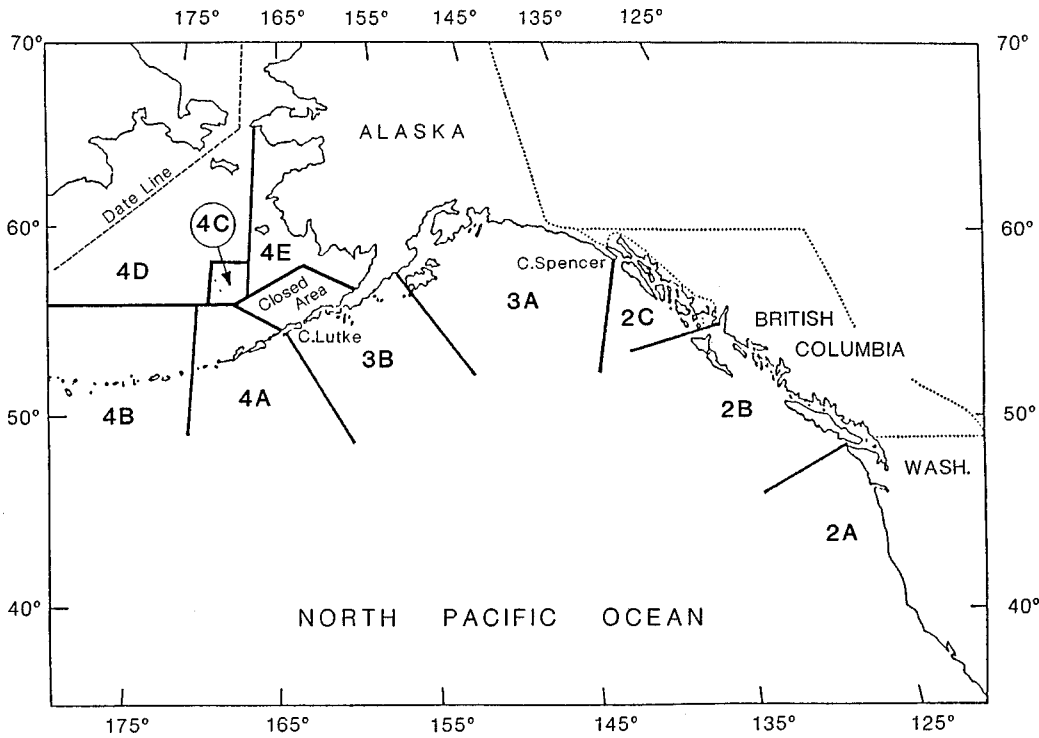 175° 165° 155° 145° 135° 125°
70° 70°
ALASKA
Date Line
4C
60° 60°
4E
4D
C.Spencer
Closed
Area
3A
2C
BRITISH
C.Lutke
COLUMBIA
3B
4A
4B
50° 50°
2B
WASH.
2A
40° 40°
NORTH PACIFIC OCEAN
175° 165° 145° 135° 125°